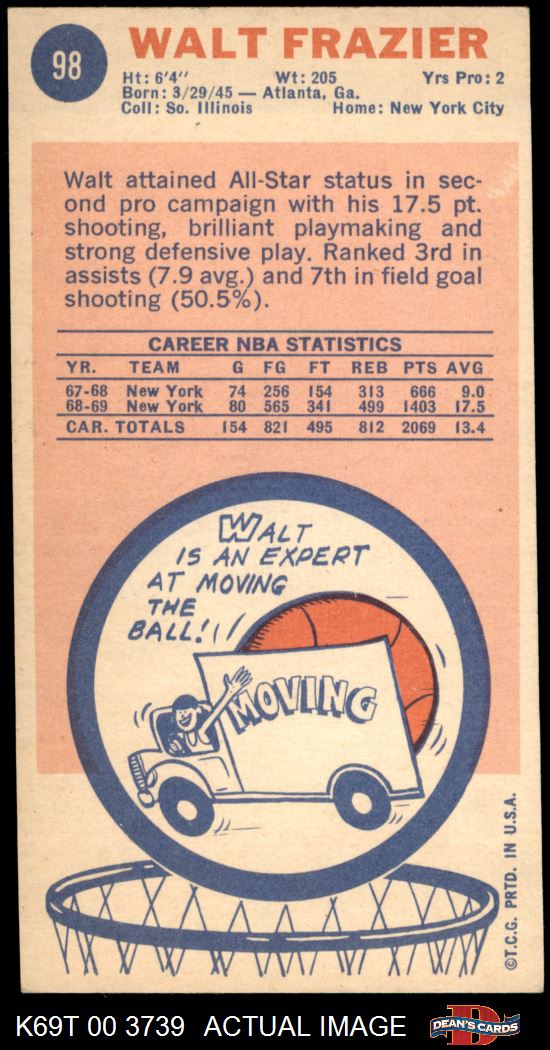 98
WALT FRAZIER
Ht: 6'4" Wt: 205 Yrs Pro: 2
Born: 3/29/45 — Atlanta, Ga.
Coll: So. Illinois Home: New York City
Walt attained All-Star status in sec-
ond pro campaign with his 17.5 pt.
shooting, brilliant playmaking and
strong defensive play. Ranked 3rd in
assists (7.9 avg.) and 7th in field goal
shooting (50.5%).
CAREER NBA STATISTICS
YR. TEAM G FG FT REB PTS AVG
67-68 New York 74 256 154 313 666 9.0
68-69 New York 80 565 341 499 1403 17.5
CAR. TOTALS 154 821 495 812 2069 13.4
WALT
IS AN EXPERT
AT MOVING
THE
BALL!
MOVING
©T.C.G. PRTD. IN U.S.A.
K69T 00 3739 ACTUAL IMAGE
D
DEAN'S CARDS